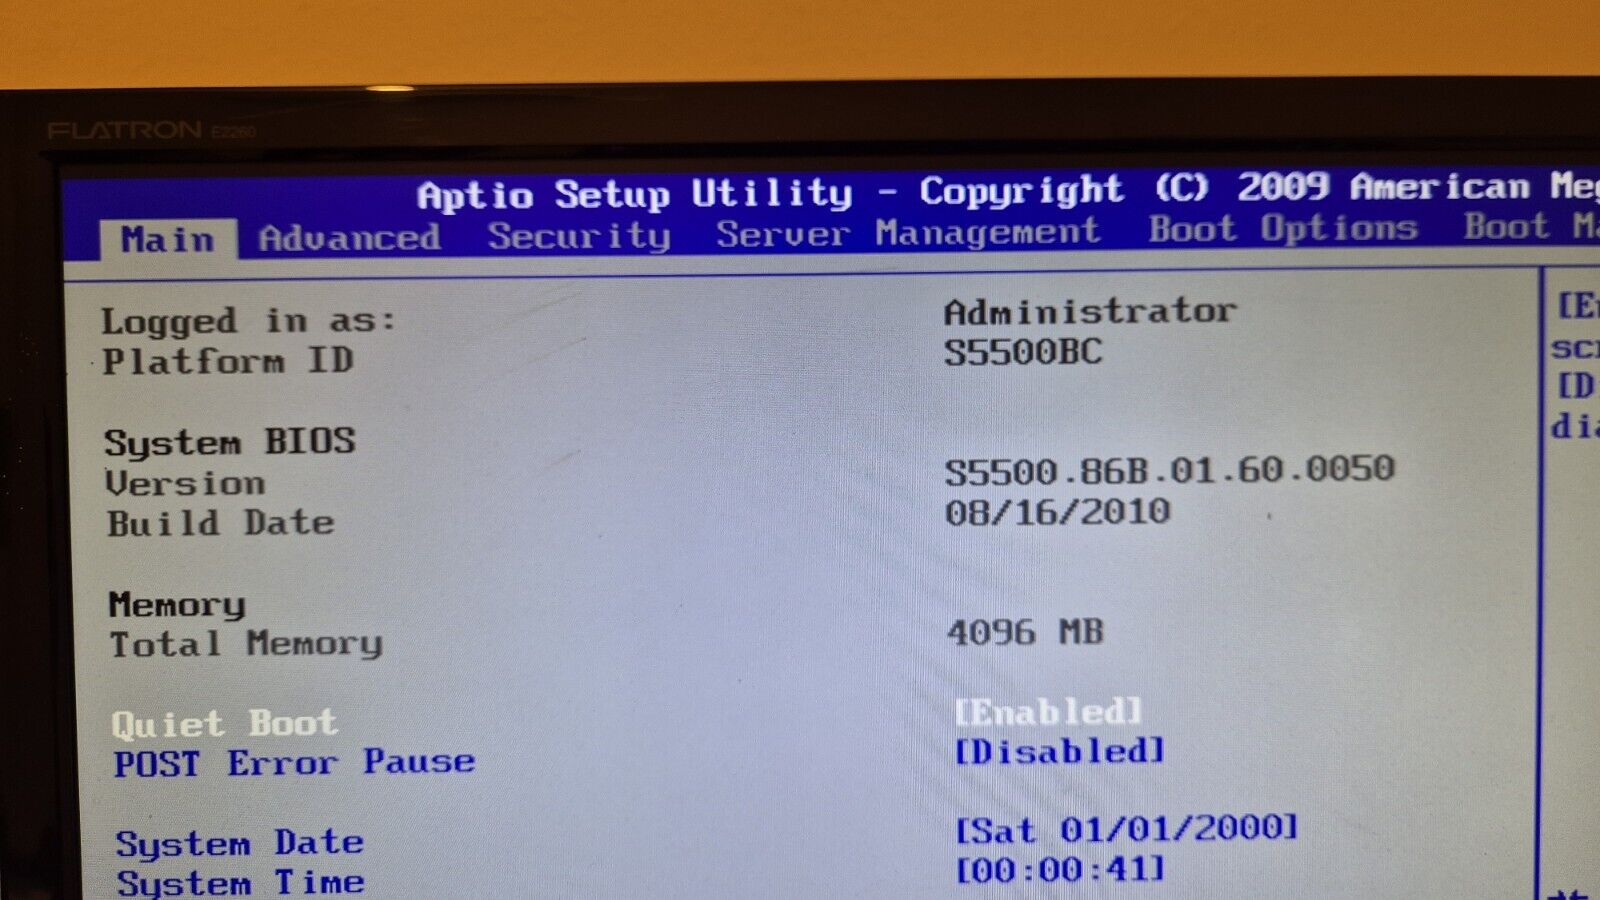 FLATRON E2260
Aptio Setup Utility - Copyright (C) 2009 American
Main Advanced Security Server Management Boot Options Boot
Logged in as: Administrator
Platform ID S5500BC
System BIOS
Version S5500.86B.01.60.0050
Build Date 08/16/2010
Memory
Total Memory 4096 MB
Quiet Boot [Enabled]
POST Error Pause [Disabled]
System Date [Sat 01/01/2000]
System Time [00:00:41]